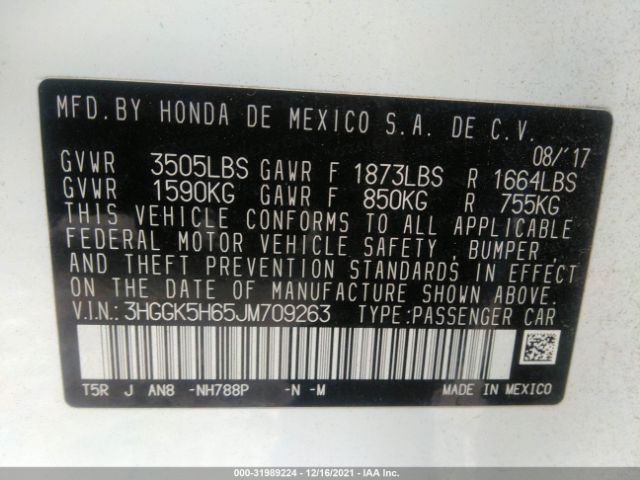 MFD.BY HONDA DE MEXICO S.A. DE C.V.
08/'17
GVWR 3505LBS GAWR F 1873LBS R 1664LBS
GVWR 1590KG GAWR F 850KG R 755KG
THIS VEHICLE CONFORMS TO ALL APPLICABLE
FEDERAL MOTOR VEHICLE SAFETY , BUMPER ,
AND THEFT PREVENTION STANDARDS IN EFFECT
ON THE DATE OF MANUFACTURE SHOWN ABOVE.
V.I.N.: 3HGGK5H65JM709263 TYPE:PASSENGER CAR
T5R J AN8 -NH788P -N -M MADE IN MEXICO
000-31989224 - 12/16/2021 - IAA Inc.